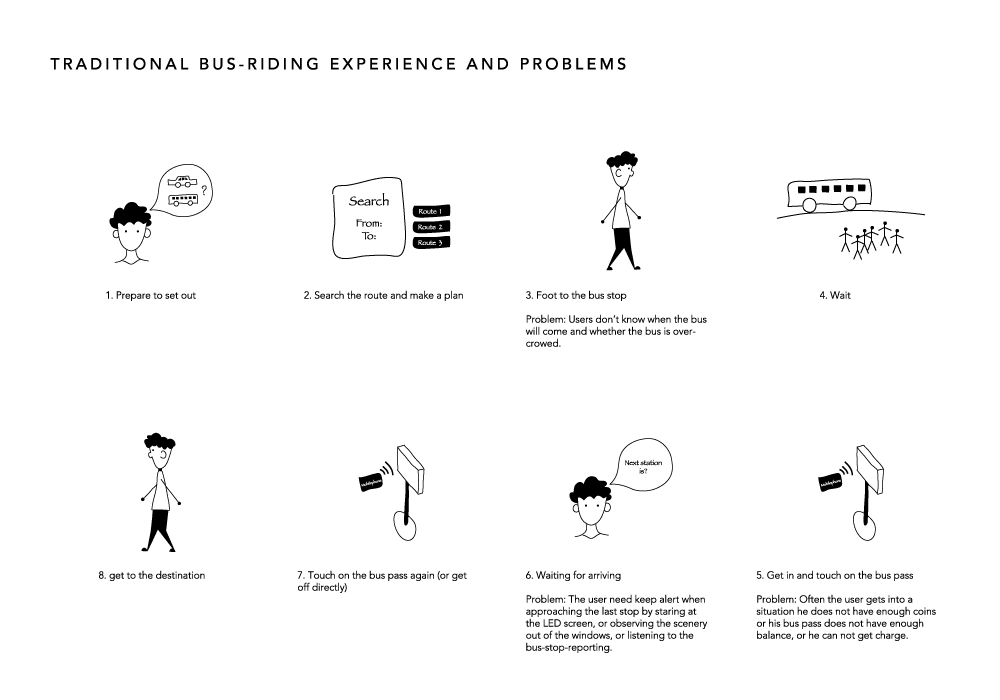 TRADITIONAL BUS-RIDING EXPERIENCE AND PROBLEMS
?
Search
From:
To:
Route 1
Route 2
Route 3
1. Prepare to set out
2. Search the route and make a plan
3. Foot to the bus stop
Problem: Users don't know when the bus
will come and whether the bus is over-
crowed.
4. Wait
Next station
is?
8. get to the destination
7. Touch on the bus pass again (or get
off directly)
6. Waiting for arriving
Problem: The user need keep alert when
approaching the last stop by staring at
the LED screen, or observing the scenery
out of the windows, or listening to the
bus-stop-reporting.
5. Get in and touch on the bus pass
Problem: Often the user gets into a
situation he does not have enough coins
or his bus pass does not have enough
balance, or he can not get charge.